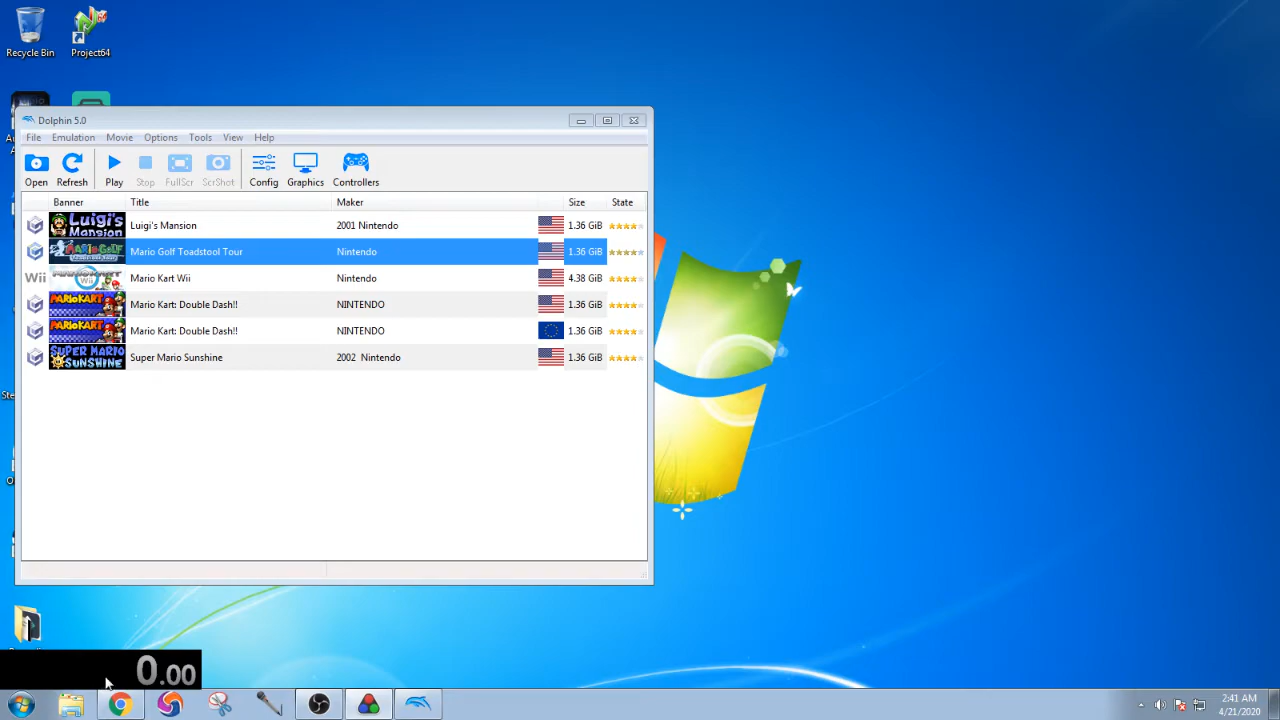 Recycle Bin
Project64
Dolphin 5.0
File Emulation Movie Options Tools View Help
Open Refresh Play Stop FullScr ScrShot Config Graphics Controllers
Banner Title Maker Size State
Luigi's Mansion Luigi's Mansion 2001 Nintendo 1.36 GiB
MARIO GOLF Mario Golf Toadstool Tour Nintendo 1.36 GiB
Wii Mario Kart Wii Nintendo 4.38 GiB
MARIO KART Mario Kart: Double Dash!! NINTENDO 1.36 GiB
MARIO KART Mario Kart: Double Dash!! NINTENDO 1.36 GiB
SUPER MARIO SUNSHINE Super Mario Sunshine 2002 Nintendo 1.36 GiB
0.00
2:41 AM
4/21/2020